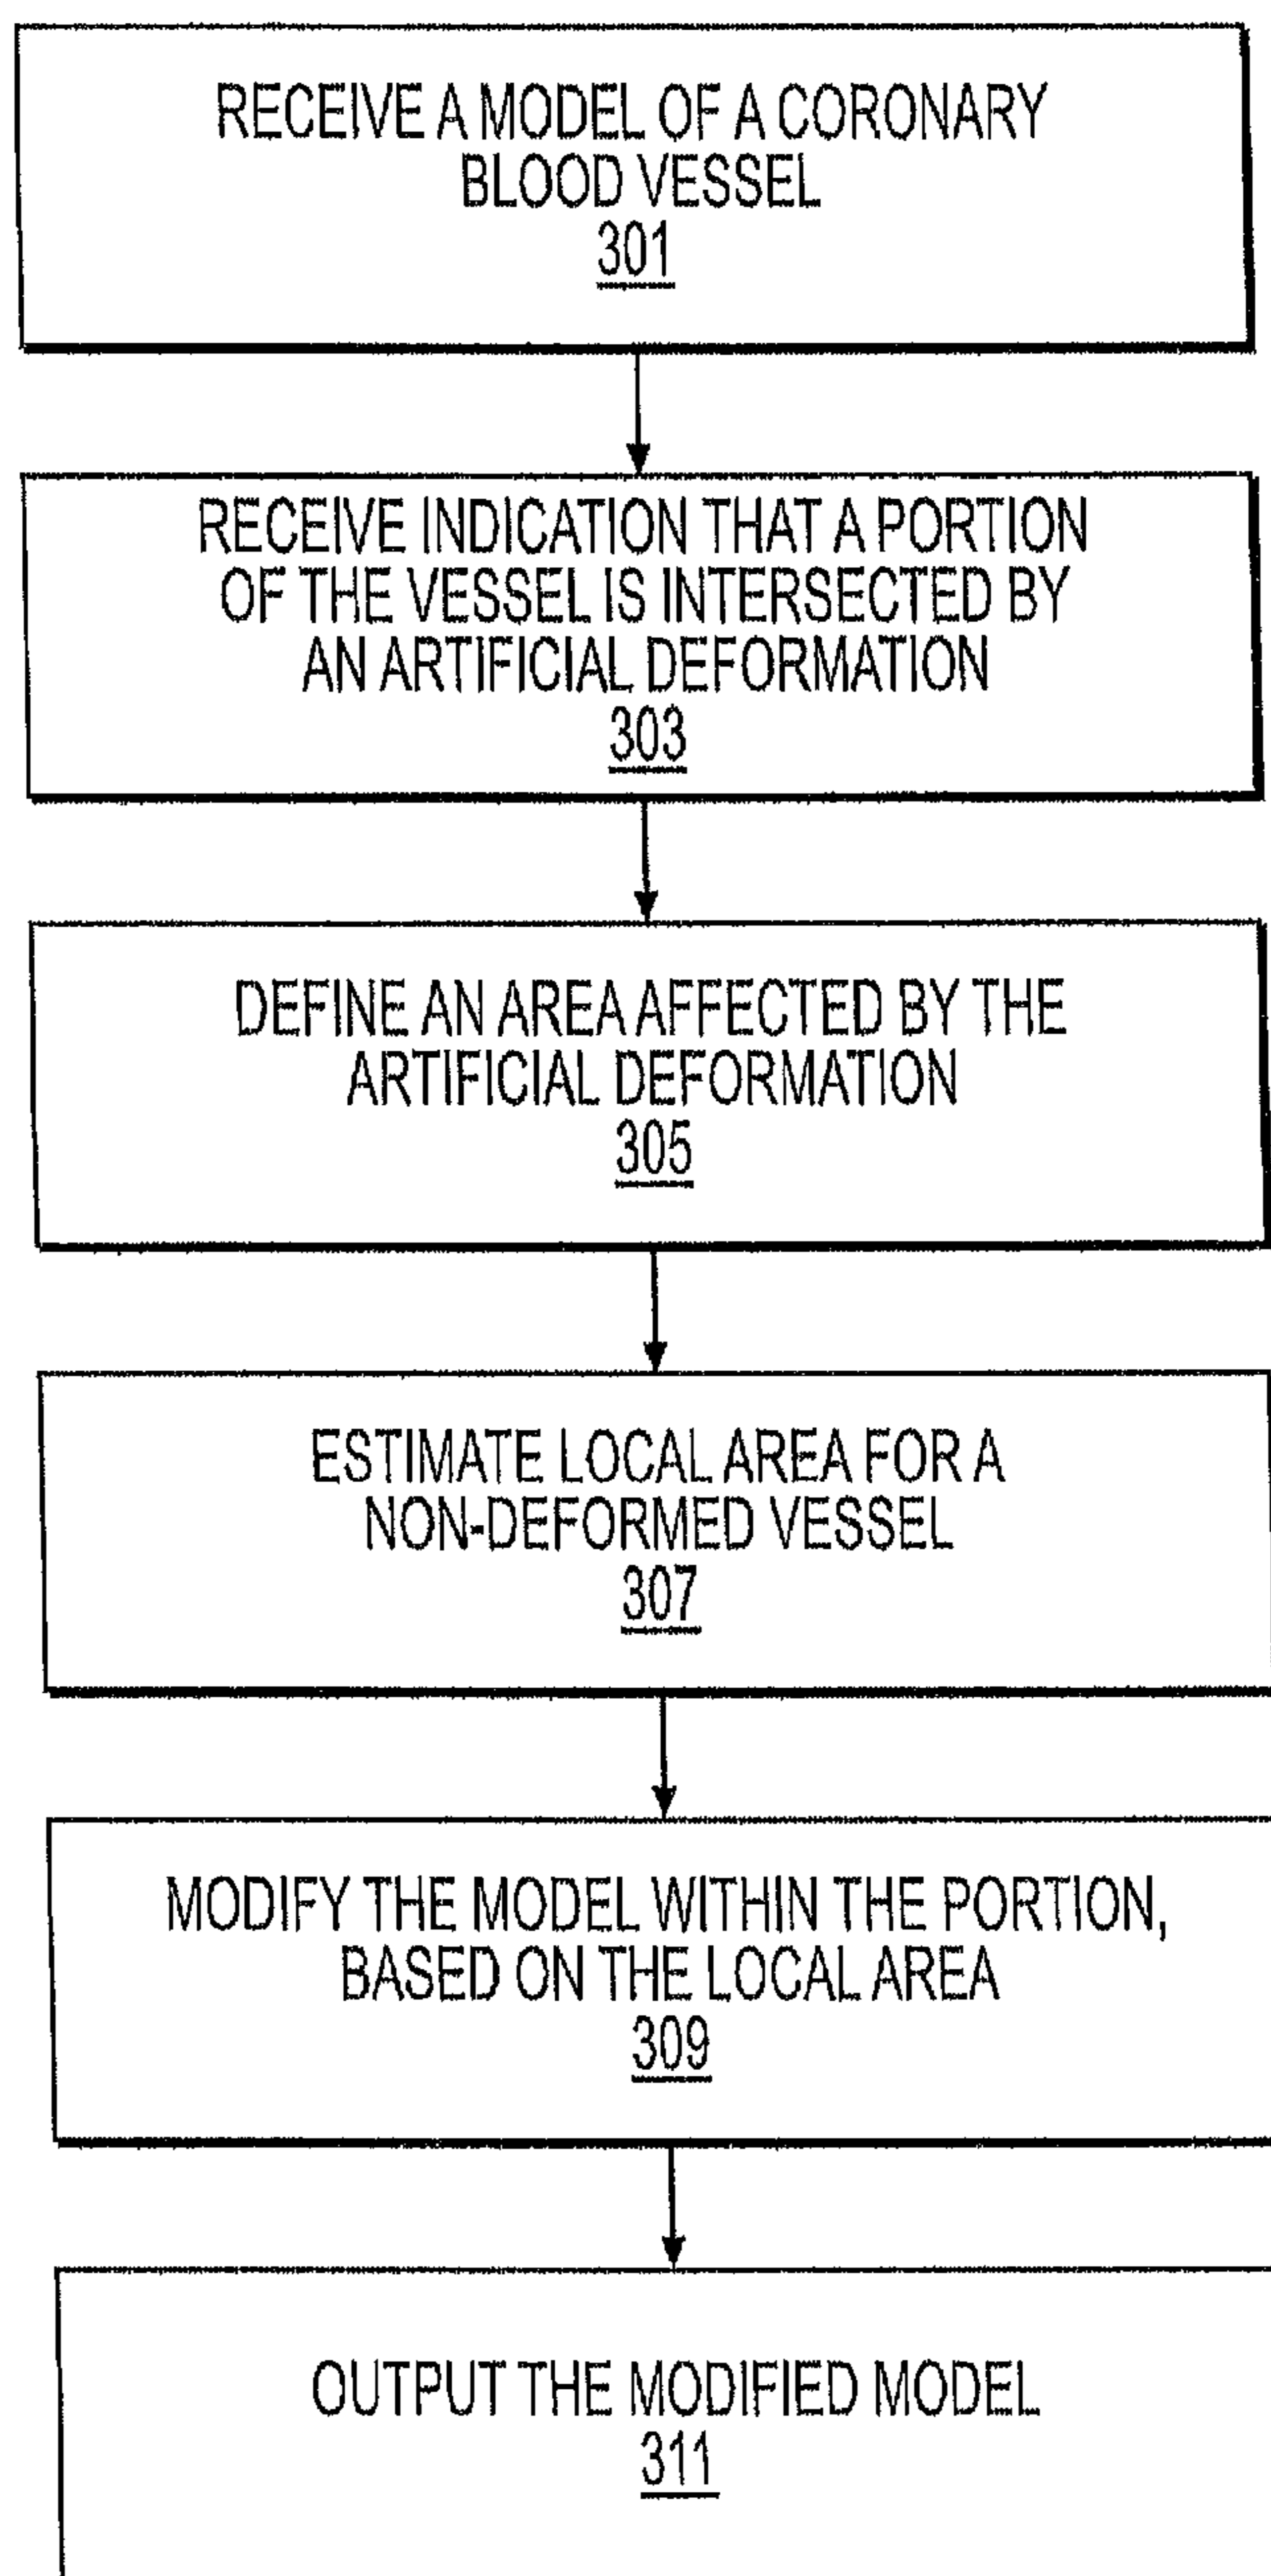 RECEIVE A MODEL OF A CORONARY
BLOOD VESSEL
301
RECEIVE INDICATION THAT A PORTION
OF THE VESSEL IS INTERSECTED BY
AN ARTIFICIAL DEFORMATION
303
DEFINE AN AREA AFFECTED BY THE
ARTIFICIAL DEFORMATION
305
ESTIMATE LOCAL AREA FOR A
NON-DEFORMED VESSEL
307
MODIFY THE MODEL WITHIN THE PORTION,
BASED ON THE LOCAL AREA
309
OUTPUT THE MODIFIED MODEL
311